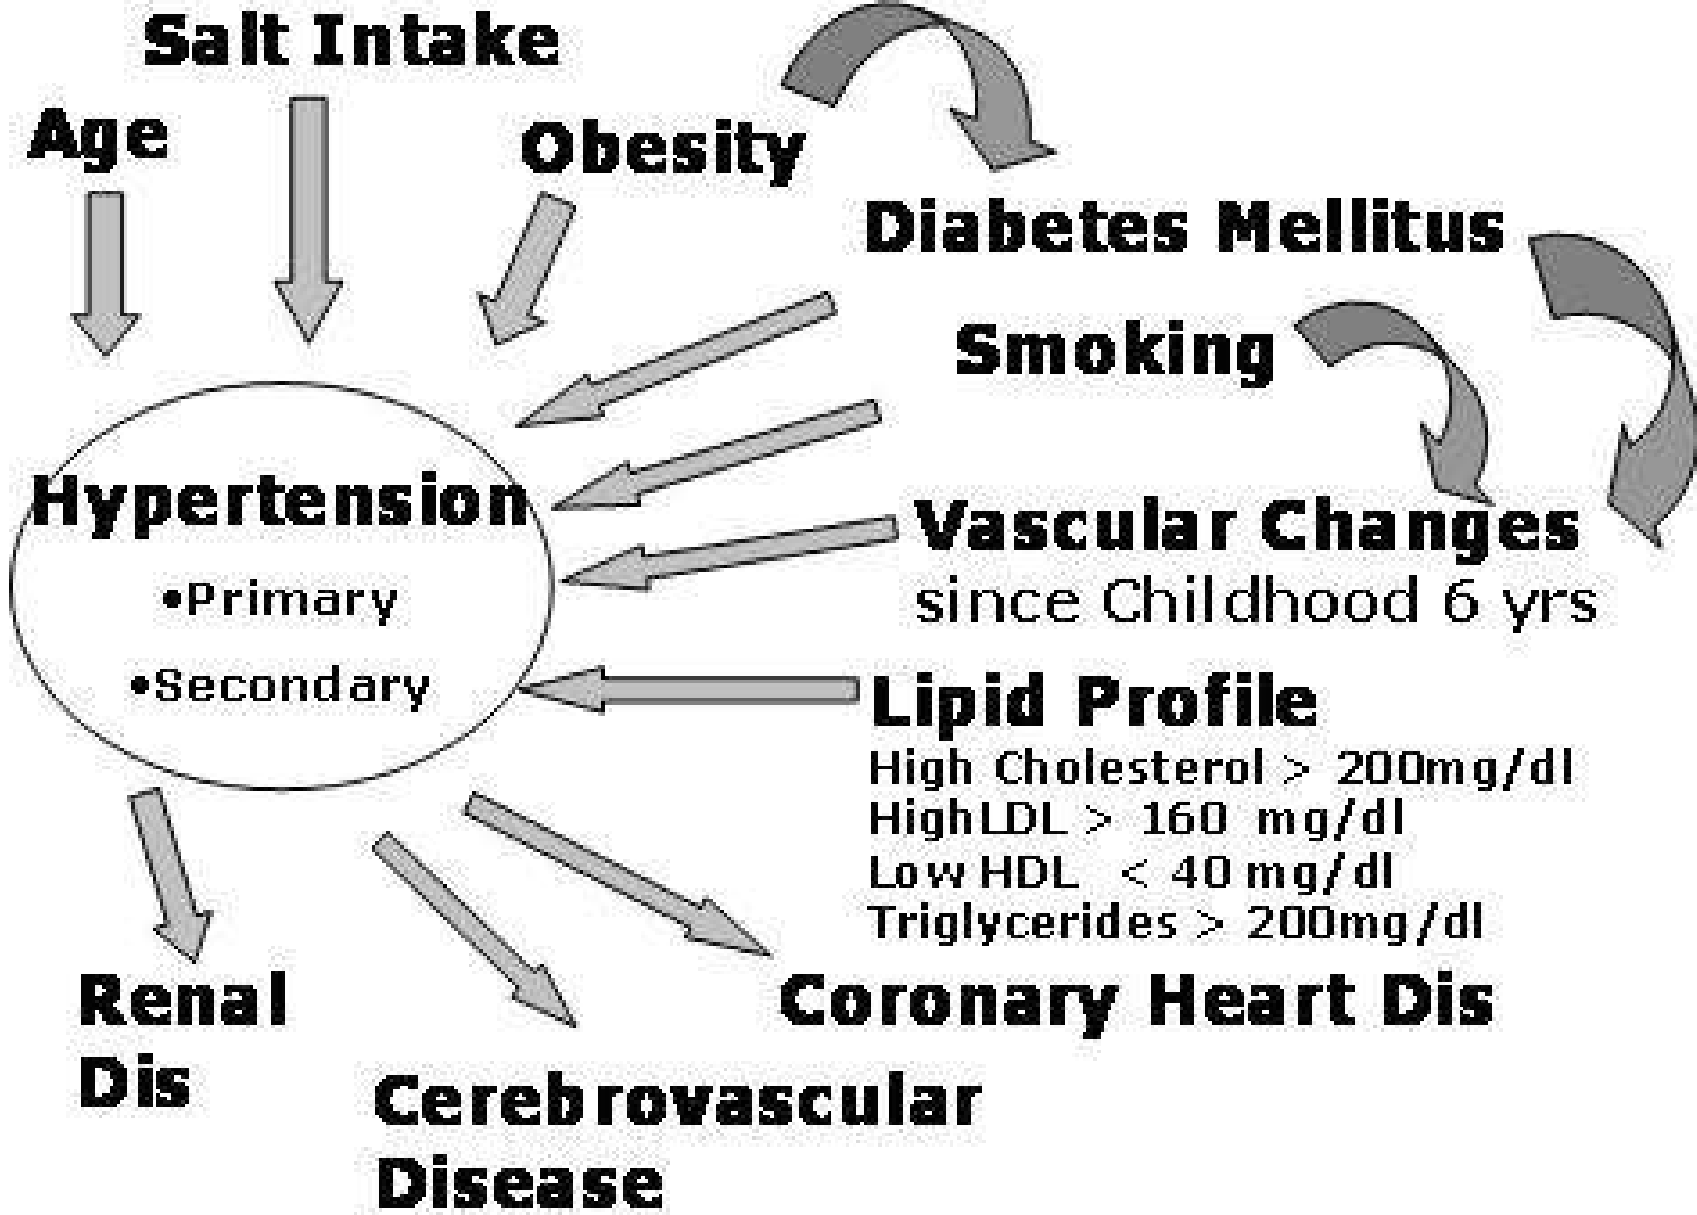 Salt Intake
Age
Obesity
Diabetes Mellitus
Smoking
Hypertension
•Primary
•Secondary
Vascular Changes
since Childhood 6 yrs
Lipid Profile
High Cholesterol > 200mg/dl
HighLDL > 160 mg/dl
Low HDL < 40 mg/dl
Triglycerides > 200mg/dl
Renal
Dis
Coronary Heart Dis
Cerebrovascular
Disease